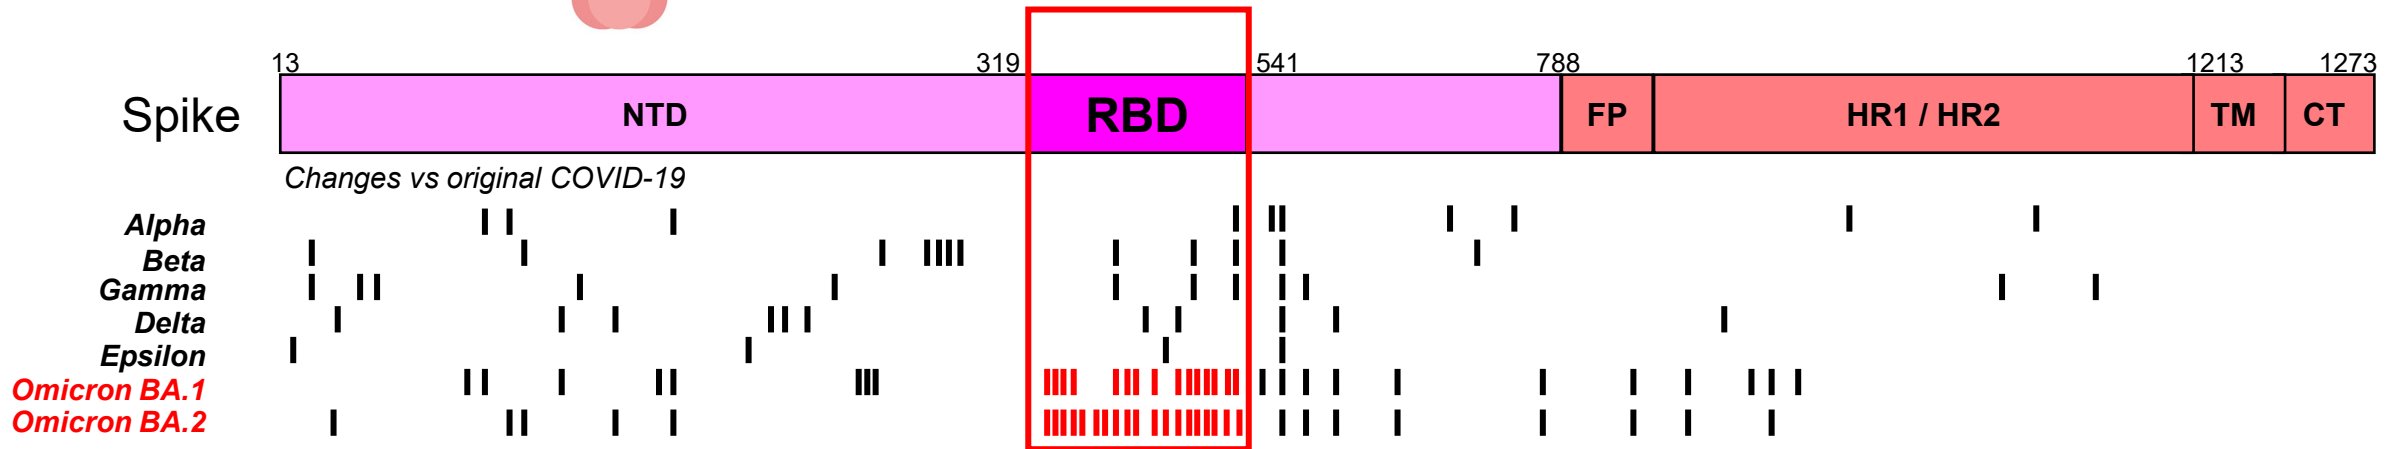 13 319 541 788 1213 1273
Spike NTD RBD FP HR1 / HR2 TM CT
Changes vs original COVID-19
Alpha
Beta
Gamma
Delta
Epsilon
Omicron BA.1
Omicron BA.2